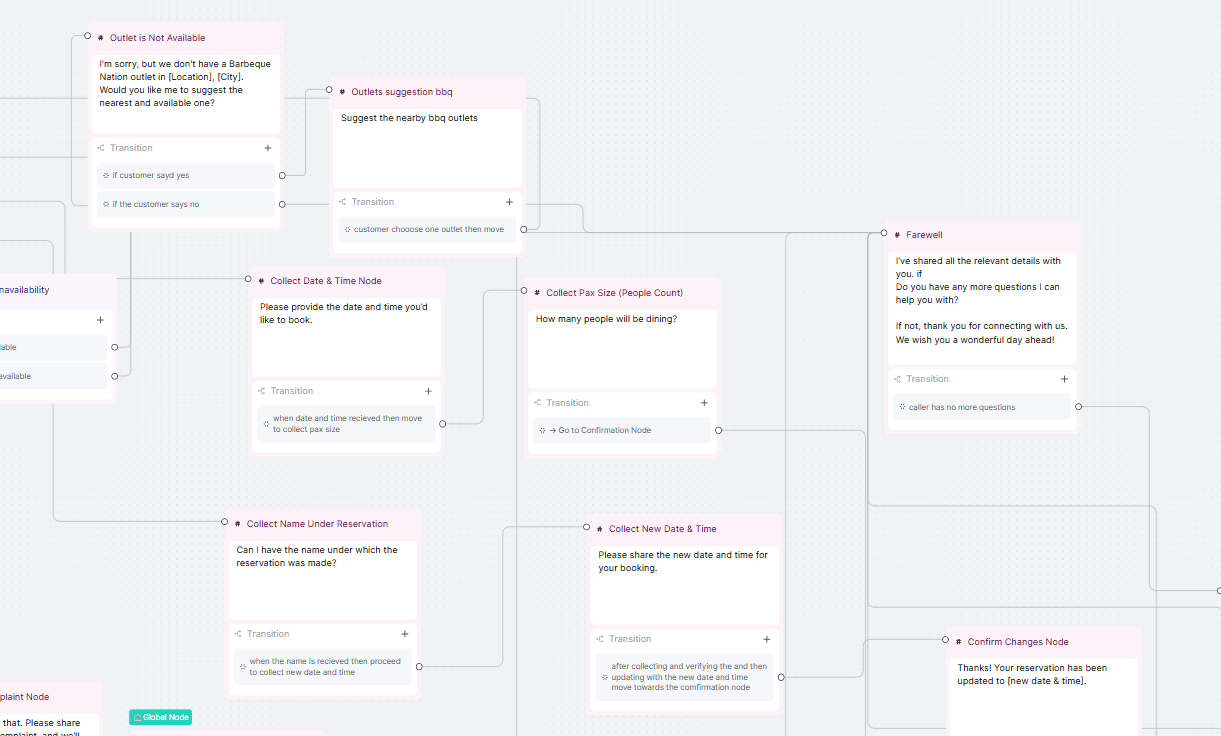 # Outlet is Not Available
I'm sorry, but we don't have a Barbeque
Nation outlet in [Location], [City].
Would you like me to suggest the
nearest and available one?
Transition +
if customer sayd yes
if the customer says no
# Outlets suggestion bbq
Suggest the nearby bbq outlets
Transition +
customer chooose one outlet then move
# Farewell
I've shared all the relevant details with
you. if
Do you have any more questions I can
help you with?
If not, thank you for connecting with us.
We wish you a wonderful day ahead!
Transition +
caller has no more questions
navailability
+
lable
available
# Collect Date & Time Node
Please provide the date and time you'd
like to book.
Transition +
when date and time recieved then move
to collect pax size
# Collect Pax Size (People Count)
How many people will be dining?
Transition +
→ Go to Confirmation Node
# Collect Name Under Reservation
Can I have the name under which the
reservation was made?
Transition +
when the name is recieved then proceed
to collect new date and time
# Collect New Date & Time
Please share the new date and time for
your booking.
Transition +
after collecting and verifying the and then
updating with the new date and time
move towards the comfirmation node
# Confirm Changes Node
Thanks! Your reservation has been
updated to [new date & time].
plaint Node
that. Please share
complaint, and we'll
Global Node